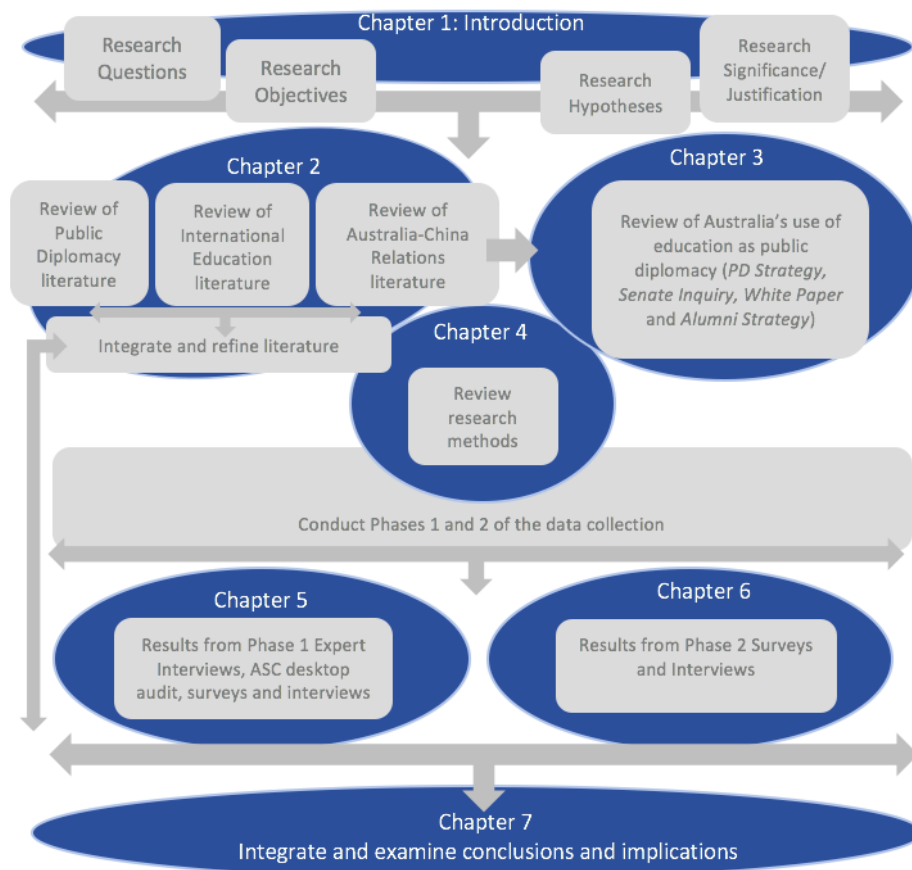 Chapter 1: Introduction
Research
Questions
Research
Objectives
Research
Hypotheses
Research
Significance/
Justification
Chapter 2
Review of
Public
Diplomacy
literature
Review of
International
Education
literature
Review of
Australia-China
Relations
literature
Integrate and refine literature
Chapter 3
Review of Australia's use of
education as public
diplomacy (PD Strategy,
Senate Inquiry, White Paper
and Alumni Strategy)
Chapter 4
Review
research
methods
Conduct Phases 1 and 2 of the data collection
Chapter 5
Results from Phase 1 Expert
Interviews, ASC desktop
audit, surveys and interviews
Chapter 6
Results from Phase 2 Surveys
and Interviews
Chapter 7
Integrate and examine conclusions and implications